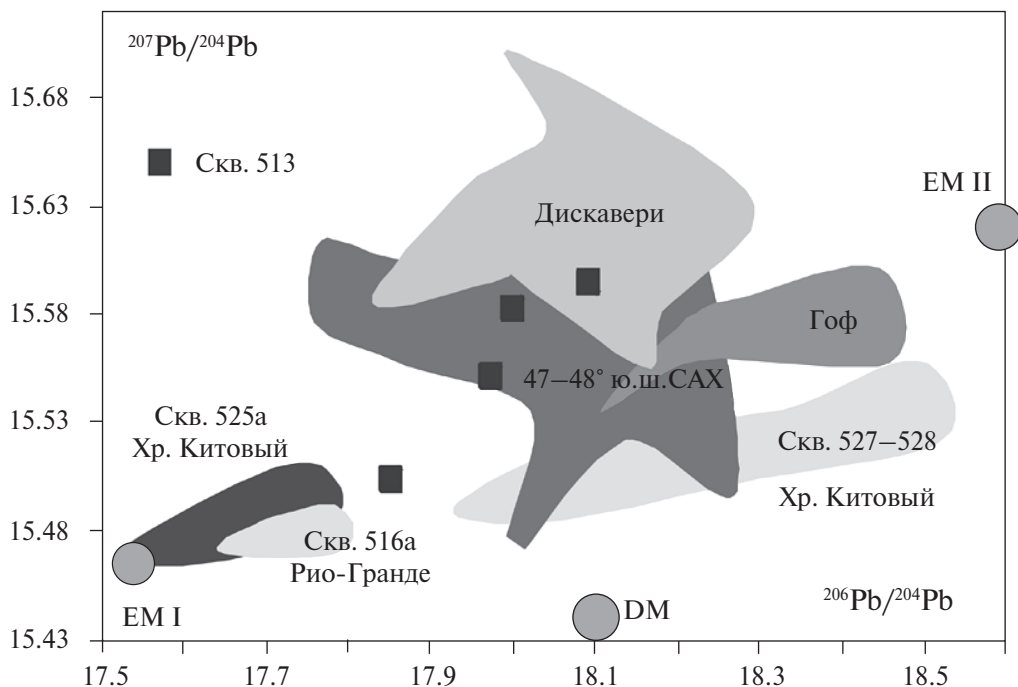 ²⁰⁷Pb/²⁰⁴Pb
15.68
Скв. 513
15.63
EM II
Дискавери
15.58
Гоф
47–48° ю.ш.САХ
15.53
Скв. 525а
Хр. Китовый
Скв. 527–528
Хр. Китовый
15.48
Скв. 516а
Рио-Гранде
²⁰⁶Pb/²⁰⁴Pb
EM I
DM
15.43
17.5 17.7 17.9 18.1 18.3 18.5